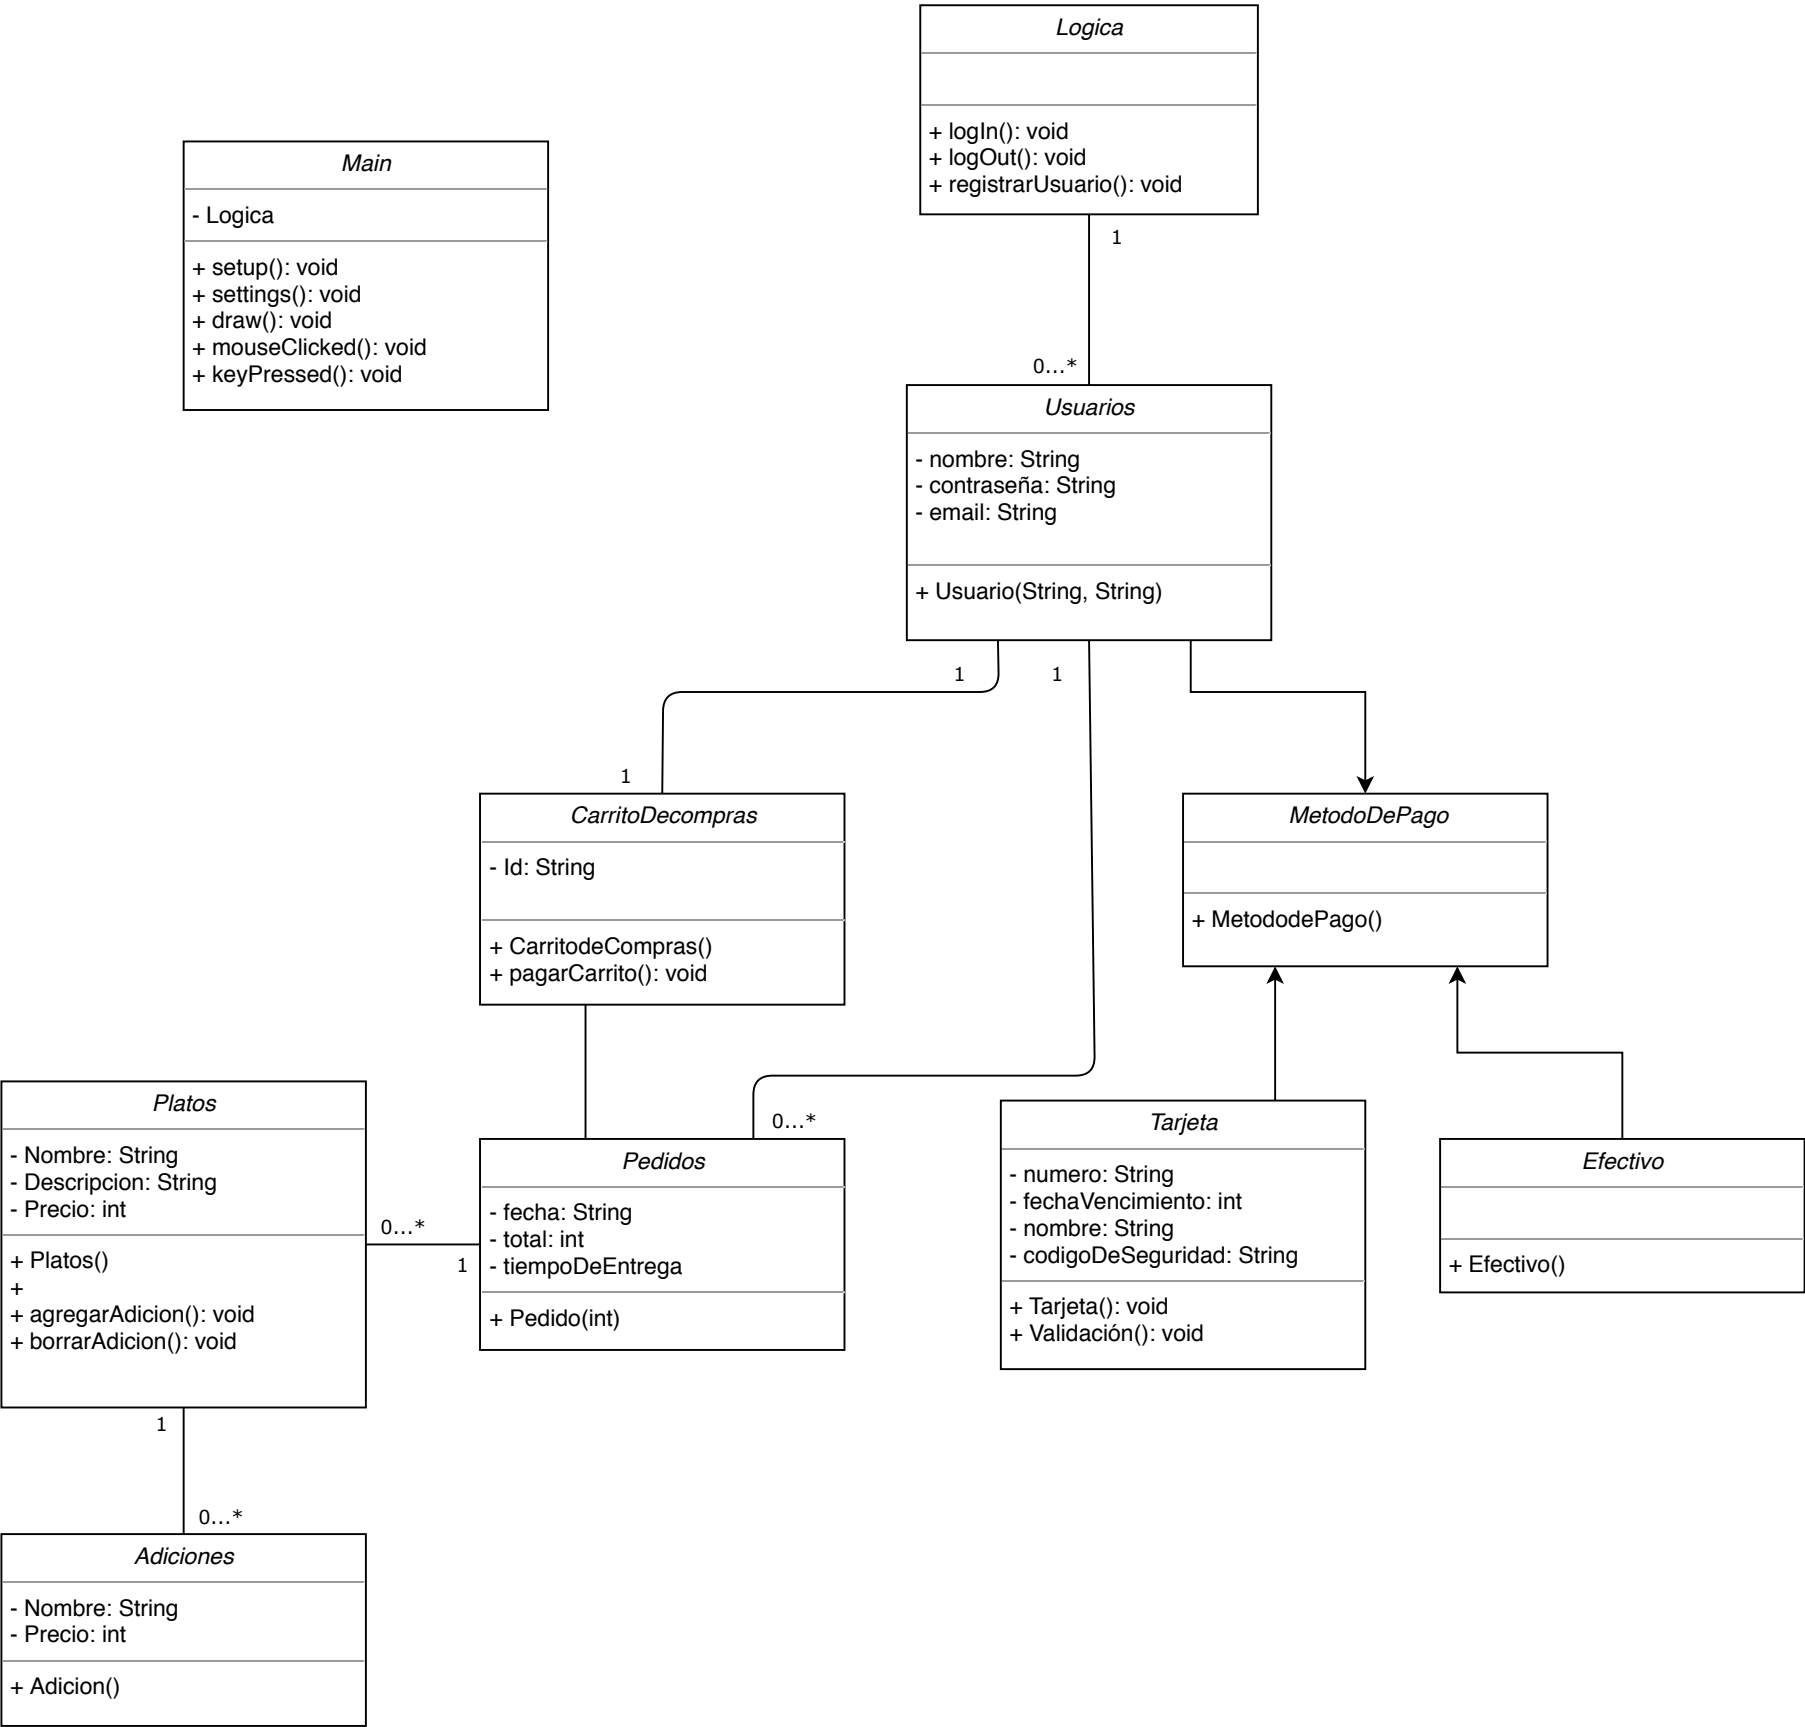 Logica
+ logIn(): void
+ logOut(): void
+ registrarUsuario(): void
1
Main
- Logica
+ setup(): void
+ settings(): void
+ draw(): void
+ mouseClicked(): void
+ keyPressed(): void
0...*
Usuarios
- nombre: String
- contraseña: String
- email: String
+ Usuario(String, String)
1
1
1
CarritoDecompras
- Id: String
+ CarritodeCompras()
+ pagarCarrito(): void
MetodoDePago
+ MetododePago()
Platos
- Nombre: String
- Descripcion: String
- Precio: int
+ Platos()
+
+ agregarAdicion(): void
+ borrarAdicion(): void
0...*
1
0...*
Pedidos
- fecha: String
- total: int
- tiempoDeEntrega
+ Pedido(int)
Tarjeta
- numero: String
- fechaVencimiento: int
- nombre: String
- codigoDeSeguridad: String
+ Tarjeta(): void
+ Validación(): void
Efectivo
+ Efectivo()
1
0...*
Adiciones
- Nombre: String
- Precio: int
+ Adicion()